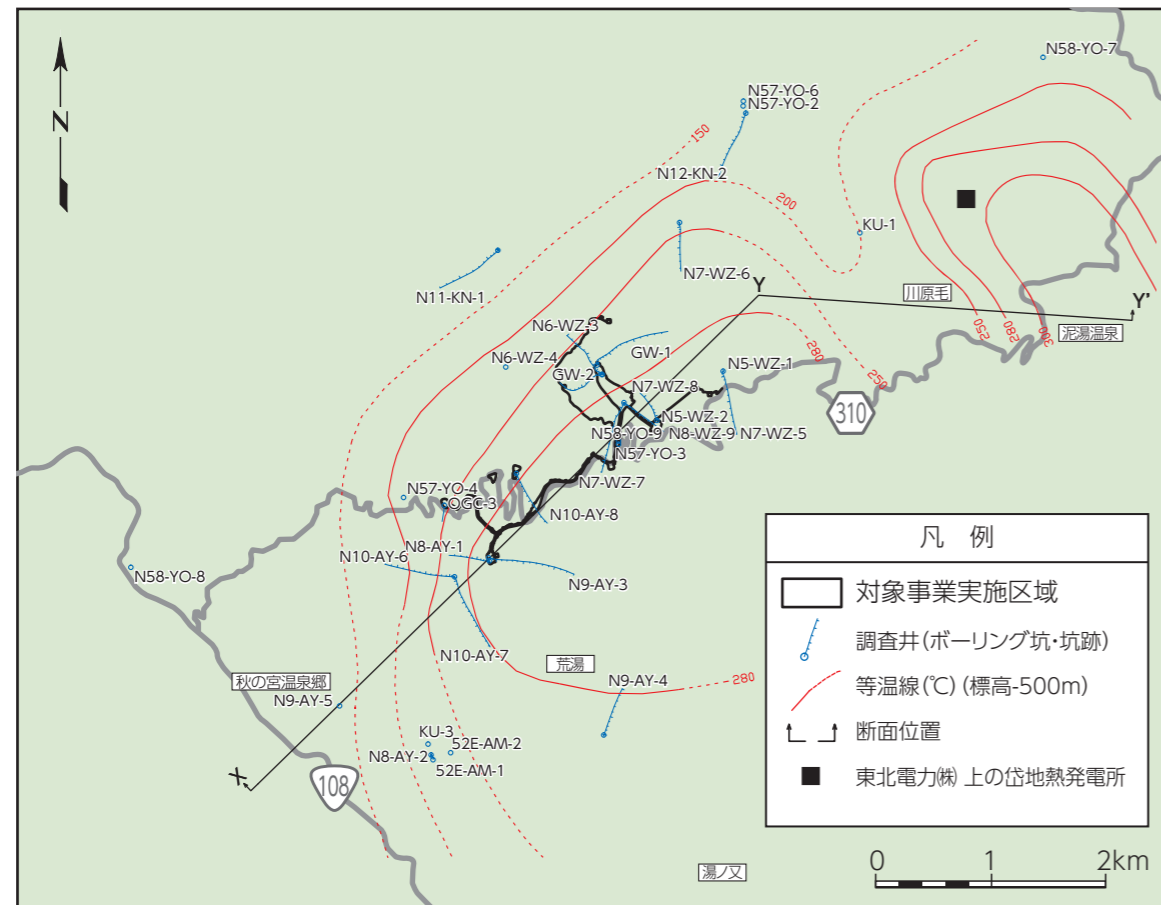 N
N58-YO-7
N57-YO-6
N57-YO-2
150
N12-KN-2
200
KU-1
N7-WZ-6
N11-KN-1
Y
川原毛
Y'
泥湯温泉
250
280
300
N6-WZ-3
GW-1
N6-WZ-4
GW-2
N5-WZ-1
280
250
N7-WZ-8
310
N5-WZ-2
N58-YO-9
N8-WZ-9
N7-WZ-5
N57-YO-3
N7-WZ-7
N57-YO-4
OGC-3
N10-AY-8
N8-AY-1
N10-AY-6
N58-YO-8
N9-AY-3
N10-AY-7
荒湯
秋の宮温泉郷
N9-AY-4
280
N9-AY-5
KU-3
52E-AM-2
N8-AY-2
52E-AM-1
X
108
湯ノ又
凡 例
対象事業実施区域
調査井(ボーリング坑・坑跡)
等温線(℃) (標高-500m)
断面位置
東北電力㈱ 上の岱地熱発電所
0 1 2km